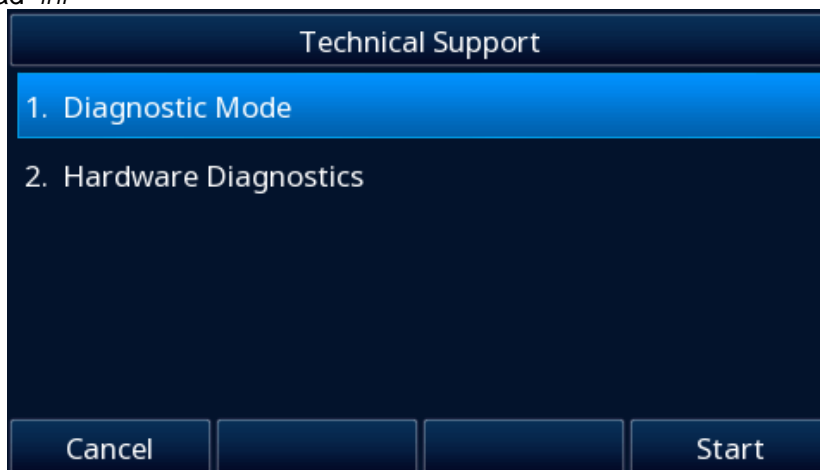 Technical Support
1. Diagnostic Mode
2. Hardware Diagnostics
Cancel Start